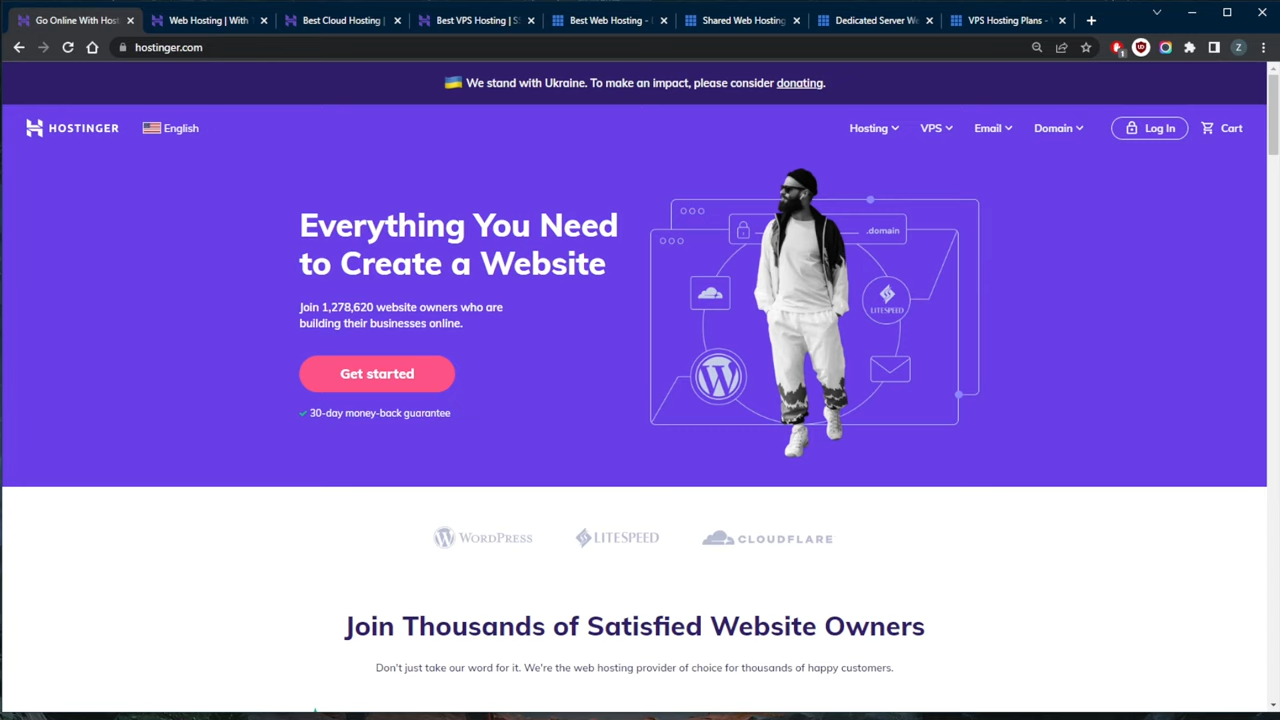 Go Online With Host
Web Hosting | With
Best Cloud Hosting |
Best VPS Hosting | S
Best Web Hosting -
Shared Web Hosting
Dedicated Server W
VPS Hosting Plans -
hostinger.com
1
Z
We stand with Ukraine. To make an impact, please consider donating.
HOSTINGER
English
Hosting
VPS
Email
Domain
Log In
Cart
Everything You Need
to Create a Website
Join 1,278,620 website owners who are
building their businesses online.
Get started
30-day money-back guarantee
.domain
LITESPEED
WORDPRESS
LITESPEED
CLOUDFLARE
Join Thousands of Satisfied Website Owners
Don't just take our word for it. We're the web hosting provider of choice for thousands of happy customers.